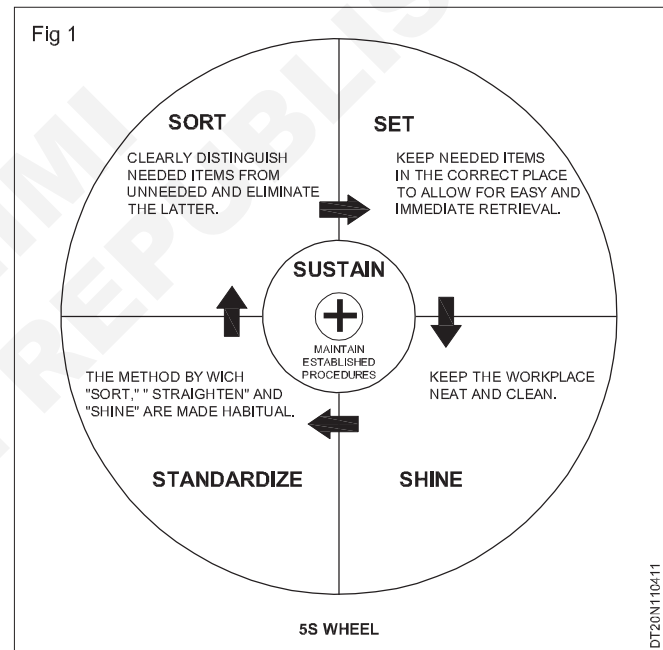 Fig 1
SORT
CLEARLY DISTINGUISH
NEEDED ITEMS FROM
UNNEEDED AND ELIMINATE
THE LATTER.
SET
KEEP NEEDED ITEMS
IN THE CORRECT PLACE
TO ALLOW FOR EASY AND
IMMEDIATE RETRIEVAL.
SUSTAIN
MAINTAIN
ESTABLISHED
PROCEDURES
THE METHOD BY WICH
"SORT," " STRAIGHTEN" AND
"SHINE" ARE MADE HABITUAL.
STANDARDIZE
KEEP THE WORKPLACE
NEAT AND CLEAN.
SHINE
5S WHEEL
DT20N110411